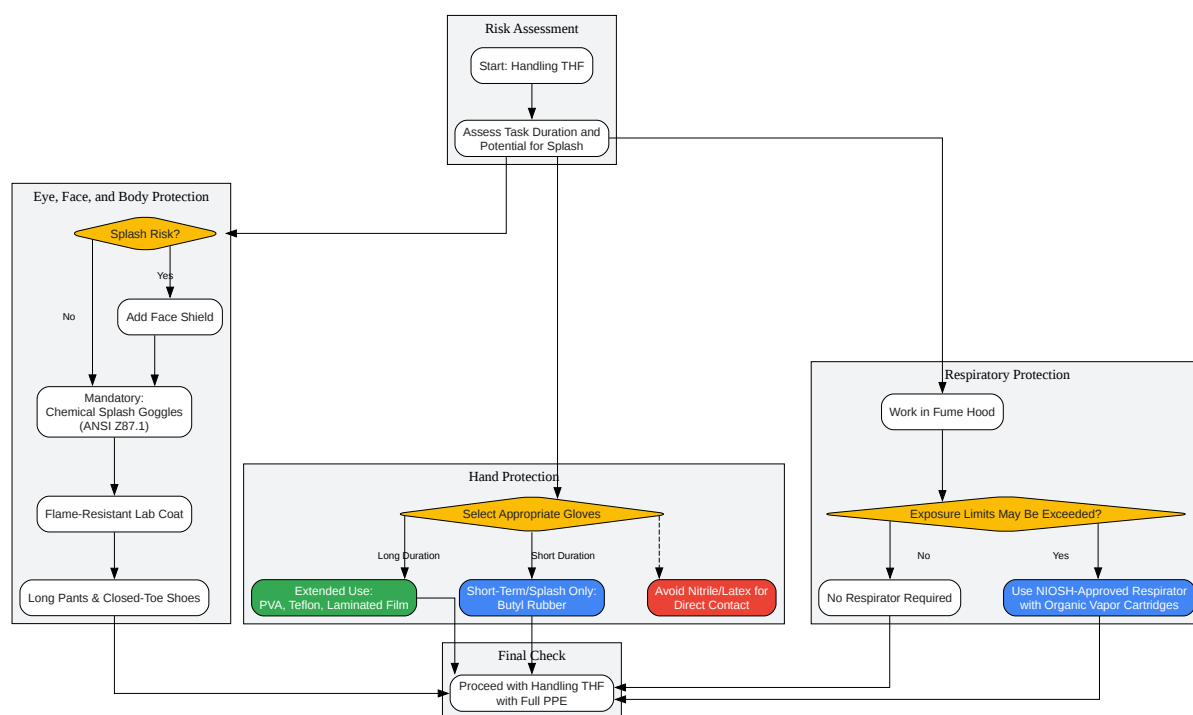 Risk Assessment
Start: Handling THF
Assess Task Duration and
Potential for Splash
Eye, Face, and Body Protection
Splash Risk?
Yes
No
Add Face Shield
Mandatory:
Chemical Splash Goggles
(ANSI Z87.1)
Flame-Resistant Lab Coat
Long Pants & Closed-Toe Shoes
Hand Protection
Select Appropriate Gloves
Long Duration
Short Duration
Extended Use:
PVA, Teflon, Laminated Film
Short-Term/Splash Only:
Butyl Rubber
Avoid Nitrile/Latex for
Direct Contact
Respiratory Protection
Work in Fume Hood
Exposure Limits May Be Exceeded?
No
Yes
No Respirator Required
Use NIOSH-Approved Respirator
with Organic Vapor Cartridges
Final Check
Proceed with Handling THF
with Full PPE